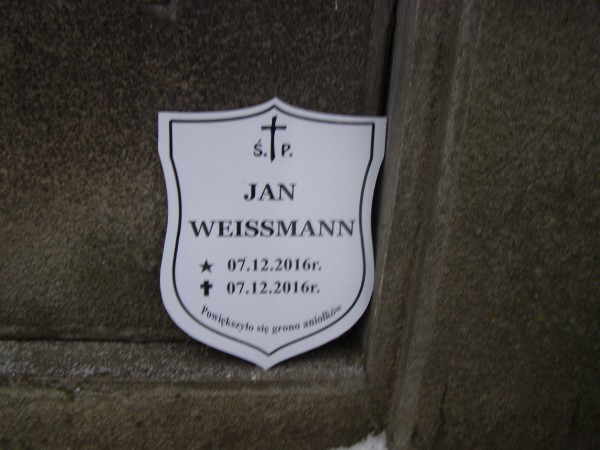 Ś. P.
JAN
WEISSMANN
07.12.2016r.
07.12.2016r.
Powiększyło się grono aniołków